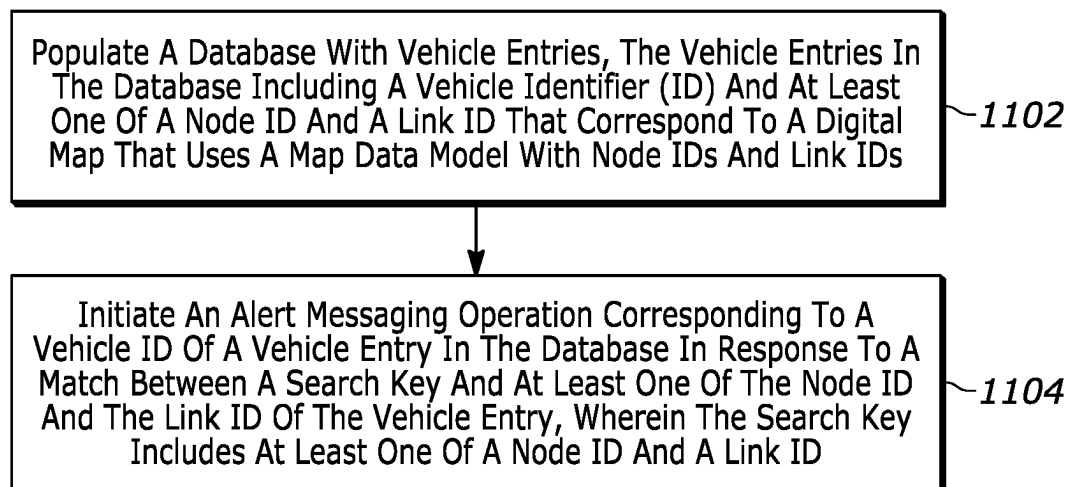 Populate A Database With Vehicle Entries, The Vehicle Entries In
The Database Including A Vehicle Identifier (ID) And At Least
One Of A Node ID And A Link ID That Correspond To A Digital
Map That Uses A Map Data Model With Node IDs And Link IDs
1102
Initiate An Alert Messaging Operation Corresponding To A
Vehicle ID Of A Vehicle Entry In The Database In Response To A
Match Between A Search Key And At Least One Of The Node ID
And The Link ID Of The Vehicle Entry, Wherein The Search Key
Includes At Least One Of A Node ID And A Link ID
1104